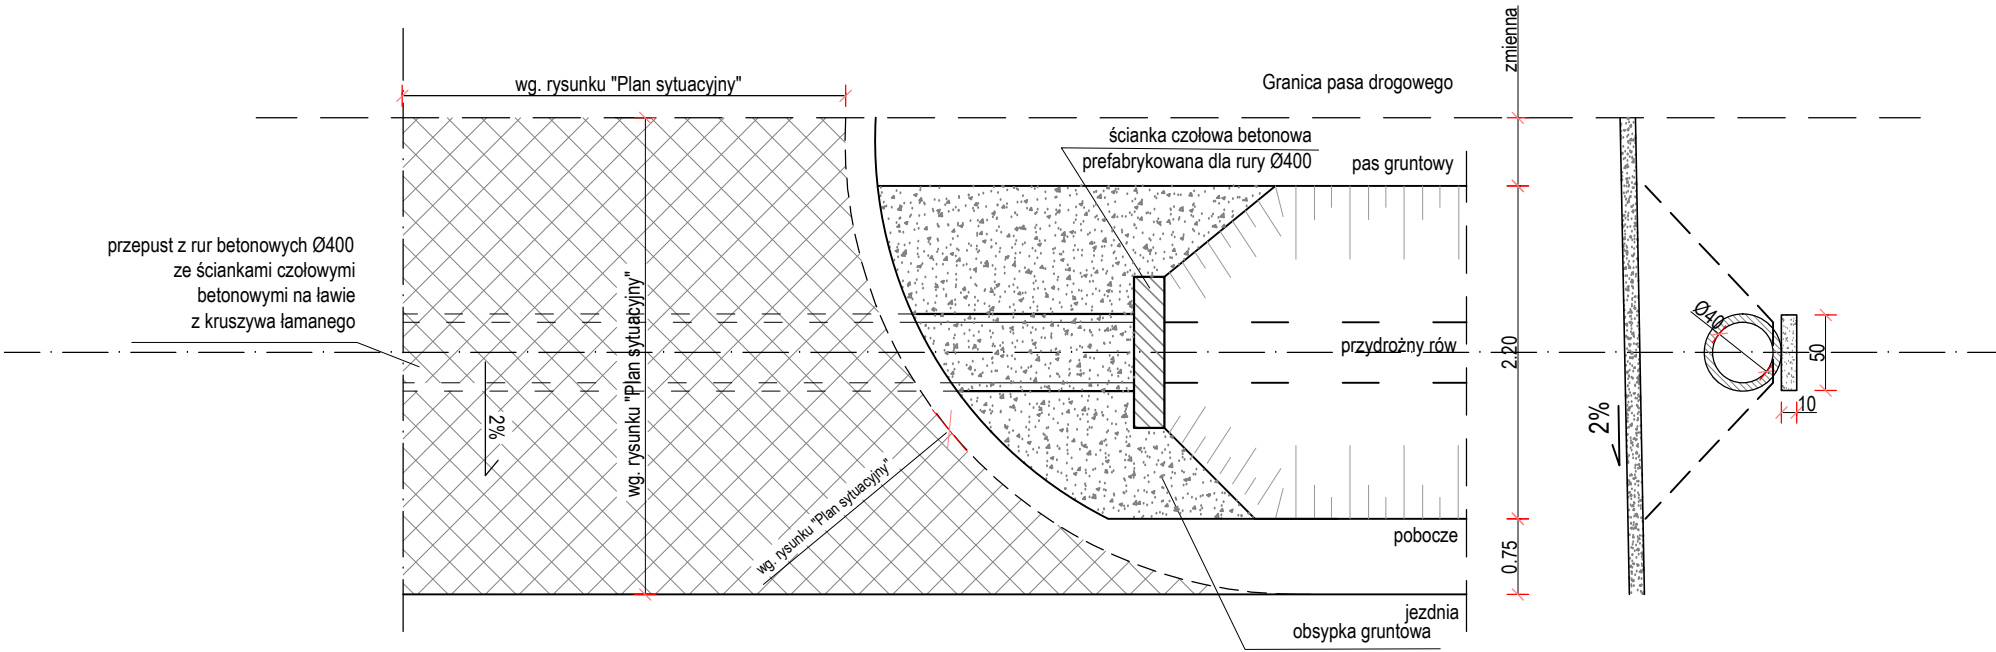 wg. rysunku "Plan sytuacyjny"
Granica pasa drogowego
zmienna
ścianka czołowa betonowa
prefabrykowana dla rury Ø400
pas gruntowy
przepust z rur betonowych Ø400
ze ściankami czołowymi
betonowymi na ławie
z kruszywa łamanego
wg. rysunku "Plan sytuacyjny"
2%
wg. rysunku "Plan sytuacyjny"
przydrożny rów
2.20
Ø40
50
10
2%
pobocze
0.75
jezdnia
obsypka gruntowa